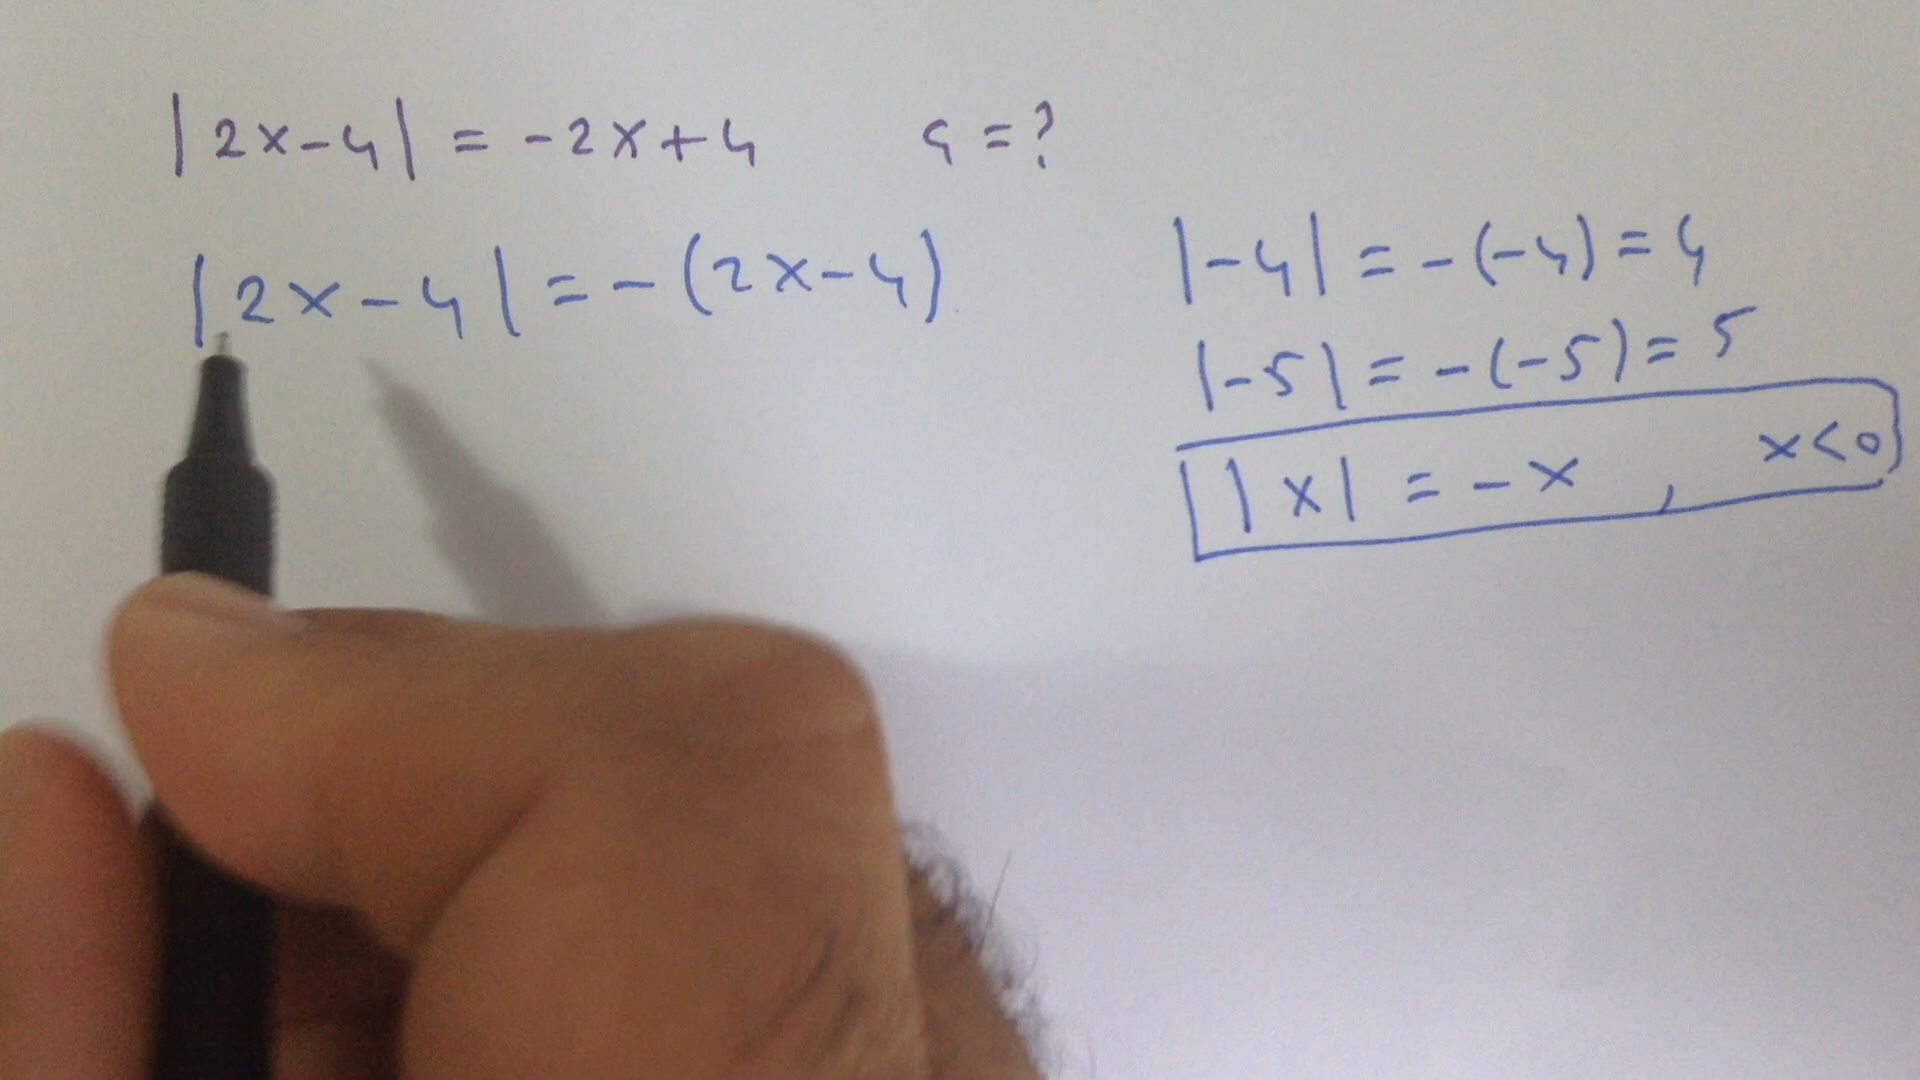 |2x-4| = -2x+4 ς = ?
|2x-4| = -(2x-4)
|-4| = -(-4) = 4
|-5| = -(-5) = 5
|x| = -x , x<0